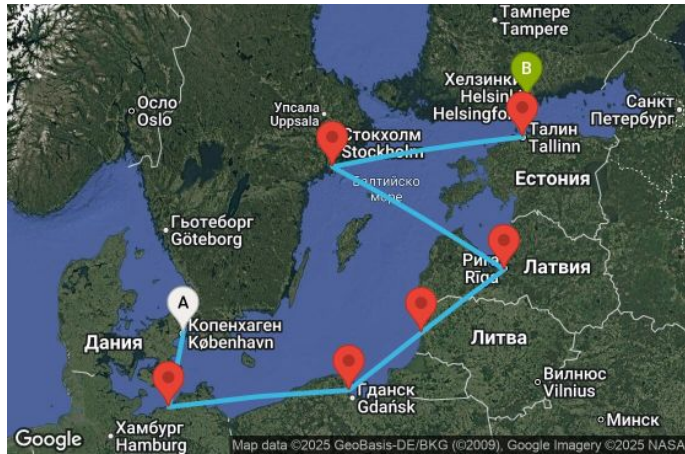 Тампере
Tampere
B
Хелзинки
Helsinki
Helsingfo
Осло
Oslo
Упсала
Uppsala
Санкт
Петербург
Стокхолм
Stockholm
Талин
Tallinn
Балтийско
море
ЕСТОНИЯ
Гьотеборг
Göteborg
Рига
Rīga
ЛАТВИЯ
A
Копенхаген
København
Дания
ЛИТВА
Гданск
Gdańsk
Вилнюс
Vilnius
Хамбург
Hamburg
Минск
Google
Map data ©2025 GeoBasis-DE/BKG (©2009), Google Imagery ©2025 NASA